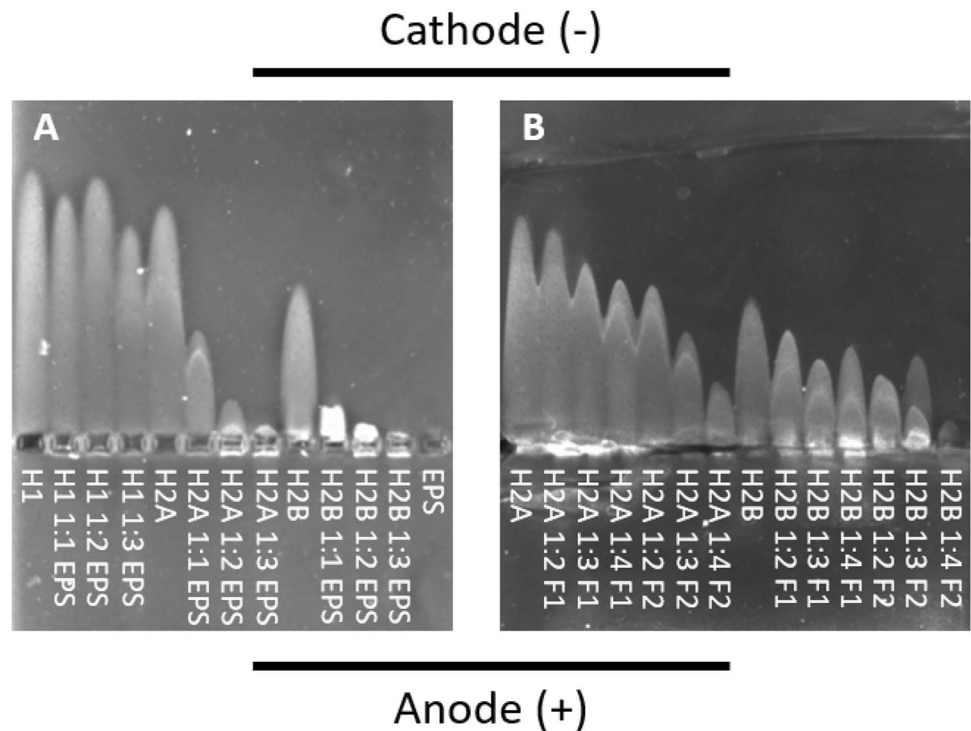 Cathode (-)
A
B
H1
H1 1:1 EPS
H1 1:2 EPS
H1 1:3 EPS
H2A
H2A 1:1 EPS
H2A 1:2 EPS
H2A 1:3 EPS
H2B
H2B 1:1 EPS
H2B 1:2 EPS
H2B 1:3 EPS
EPS
H2A
H2A 1:2 F1
H2A 1:3 F1
H2A 1:4 F1
H2A 1:2 F2
H2A 1:3 F2
H2A 1:4 F2
H2B
H2B 1:2 F1
H2B 1:3 F1
H2B 1:4 F1
H2B 1:2 F2
H2B 1:3 F2
H2B 1:4 F2
Anode (+)